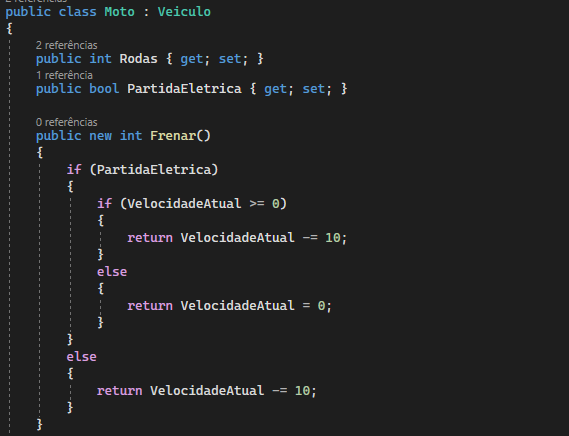 2 referências
public class Moto : Veiculo
{
2 referências
public int Rodas { get; set; }
1 referência
public bool PartidaEletrica { get; set; }
0 referências
public new int Frenar()
{
if (PartidaEletrica)
{
if (VelocidadeAtual >= 0)
{
return VelocidadeAtual -= 10;
}
else
{
return VelocidadeAtual = 0;
}
}
else
{
return VelocidadeAtual -= 10;
}
}